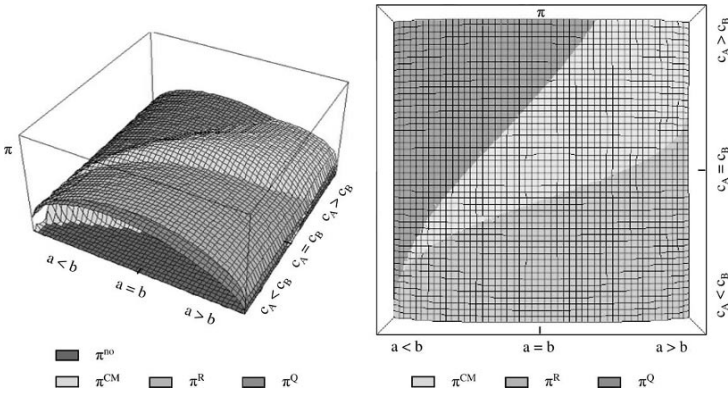 π
a < b
a = b
a > b
c_A < c_B
c_A = c_B
c_A > c_B
π^no
π^CM
π^R
π^Q
π
c_A > c_B
c_A = c_B
c_A < c_B
a < b
a = b
a > b
π^CM
π^R
π^Q